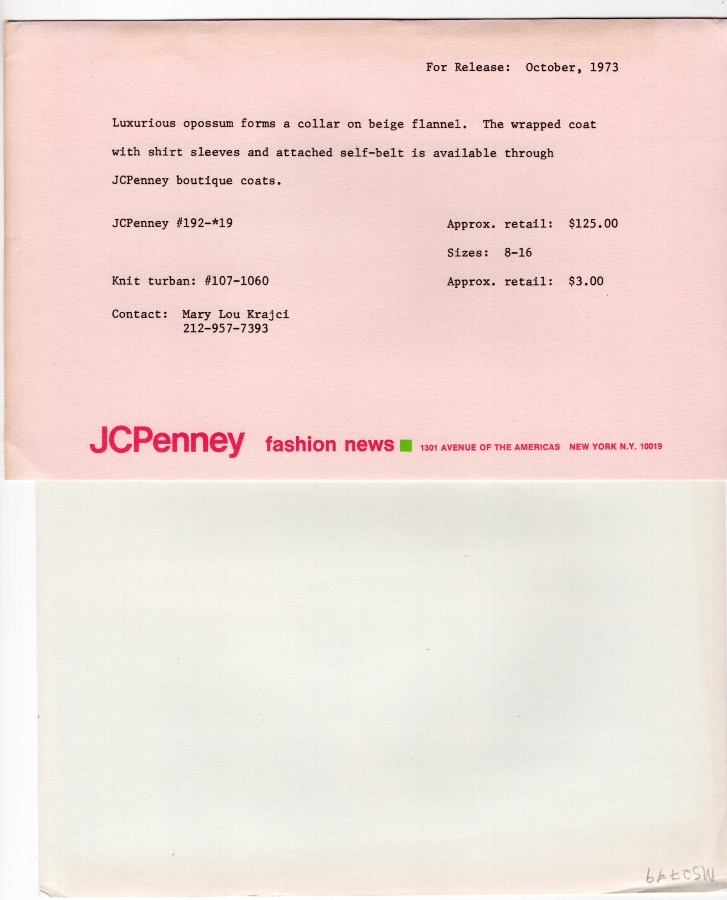 For Release: October, 1973
Luxurious opossum forms a collar on beige flannel. The wrapped coat
with shirt sleeves and attached self-belt is available through
JCPenney boutique coats.
JCPenney #192-*19 Approx. retail: $125.00
Sizes: 8-16
Knit turban: #107-1060 Approx. retail: $3.00
Contact: Mary Lou Krajci
212-957-7393
JCPenney fashion news 1301 AVENUE OF THE AMERICAS NEW YORK N.Y. 10019